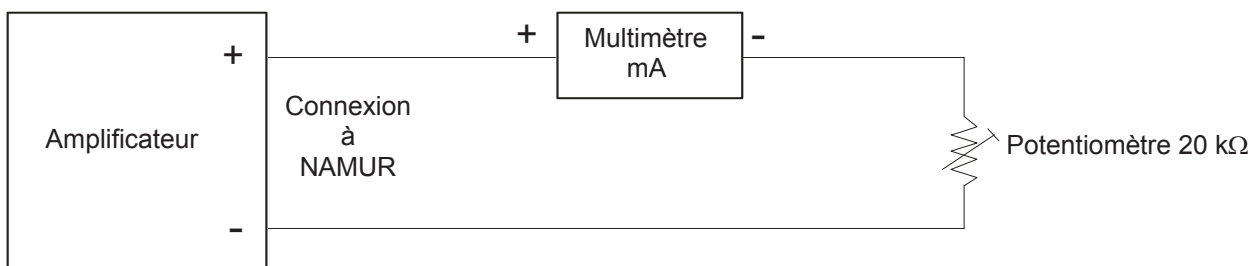 +
Multimètre
mA
-
+
Connexion
à
NAMUR
Amplificateur
Potentiomètre 20 kΩ
-